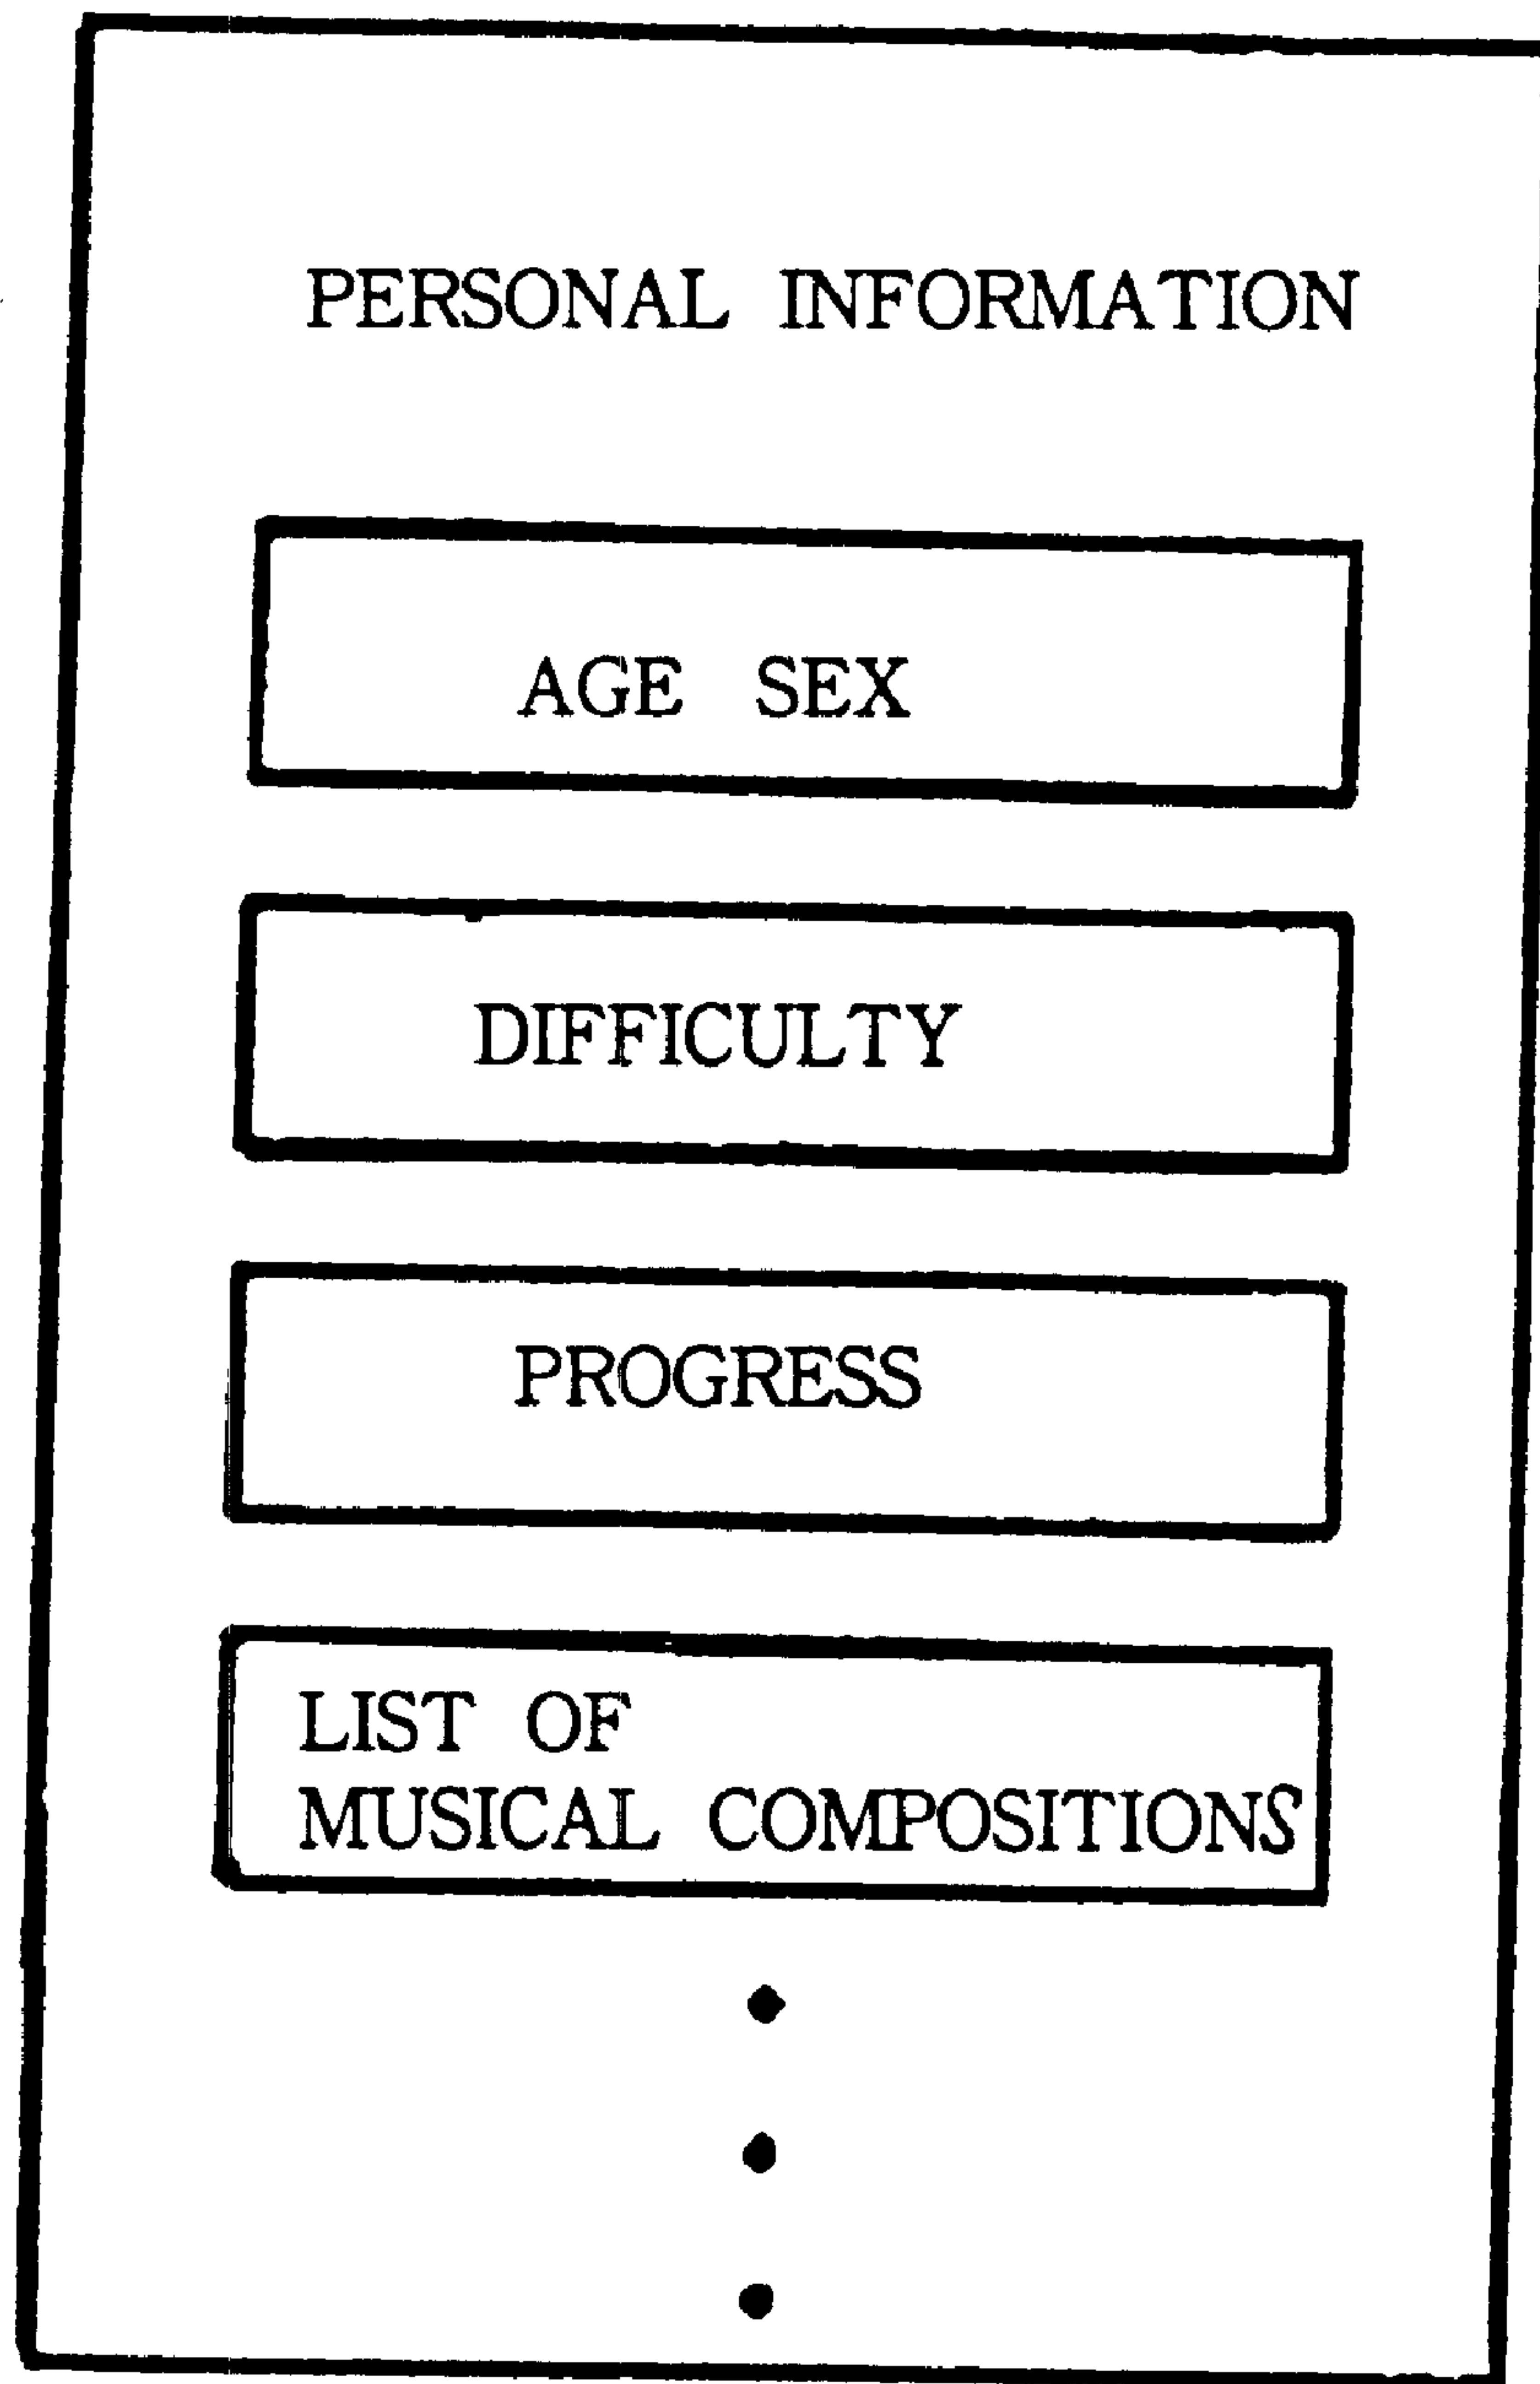 PERSONAL INFORMATION
AGE SEX
DIFFICULTY
PROGRESS
LIST OF
MUSICAL COMPOSITIONS